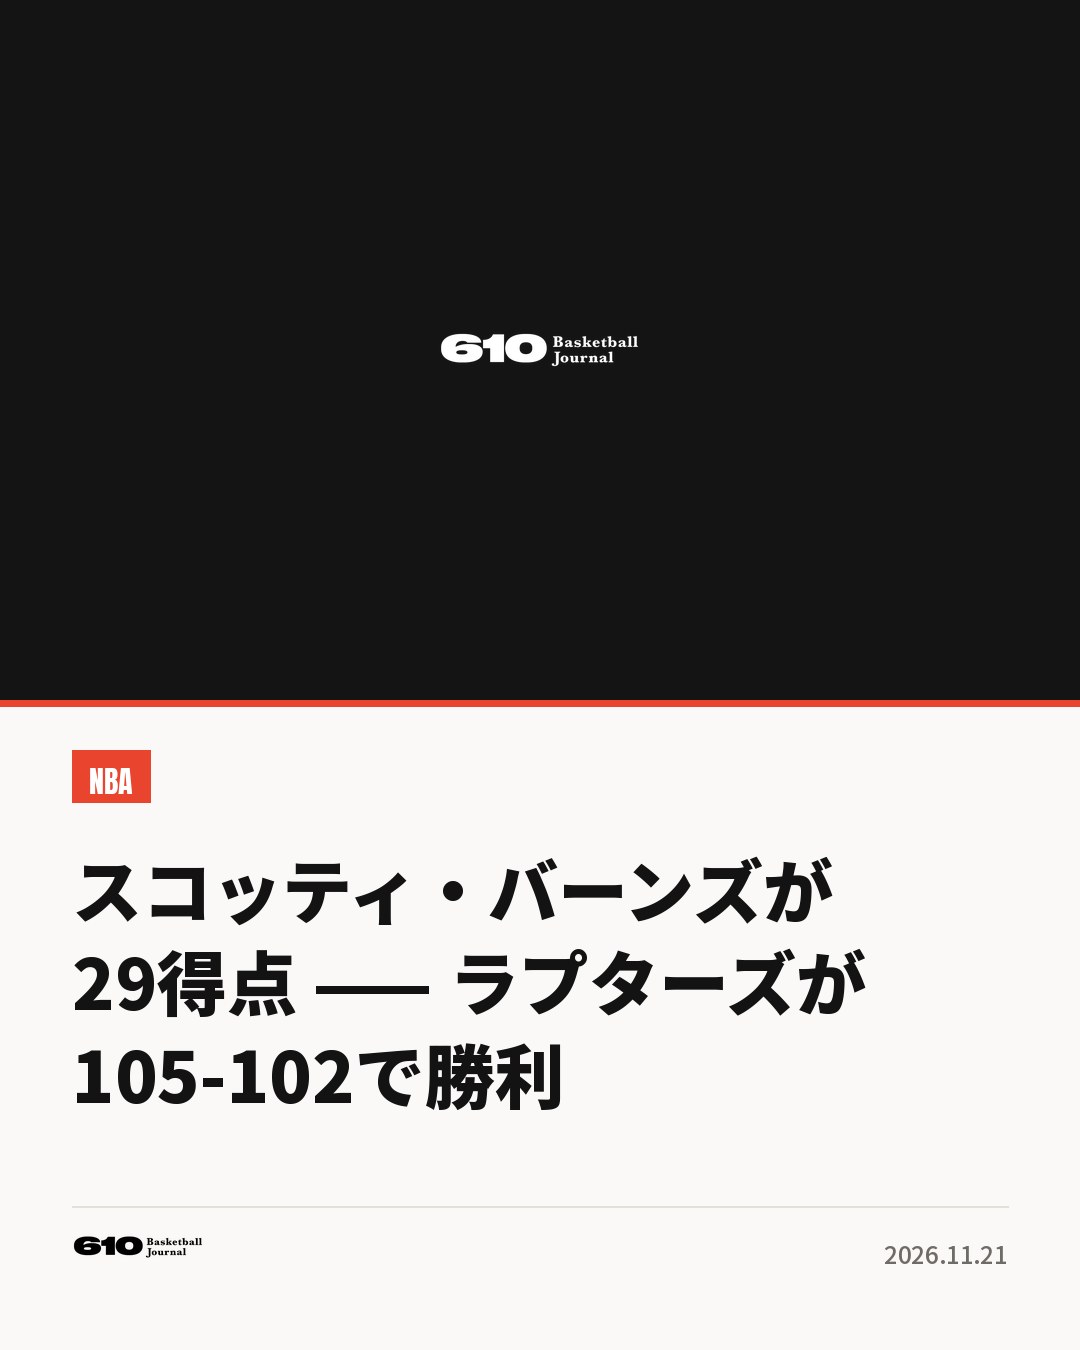 610 Basketball
Journal
NBA
スコッティ・バーンズが
29得点 —— ラプターズが
105-102で勝利
610 Basketball
Journal
2026.11.21